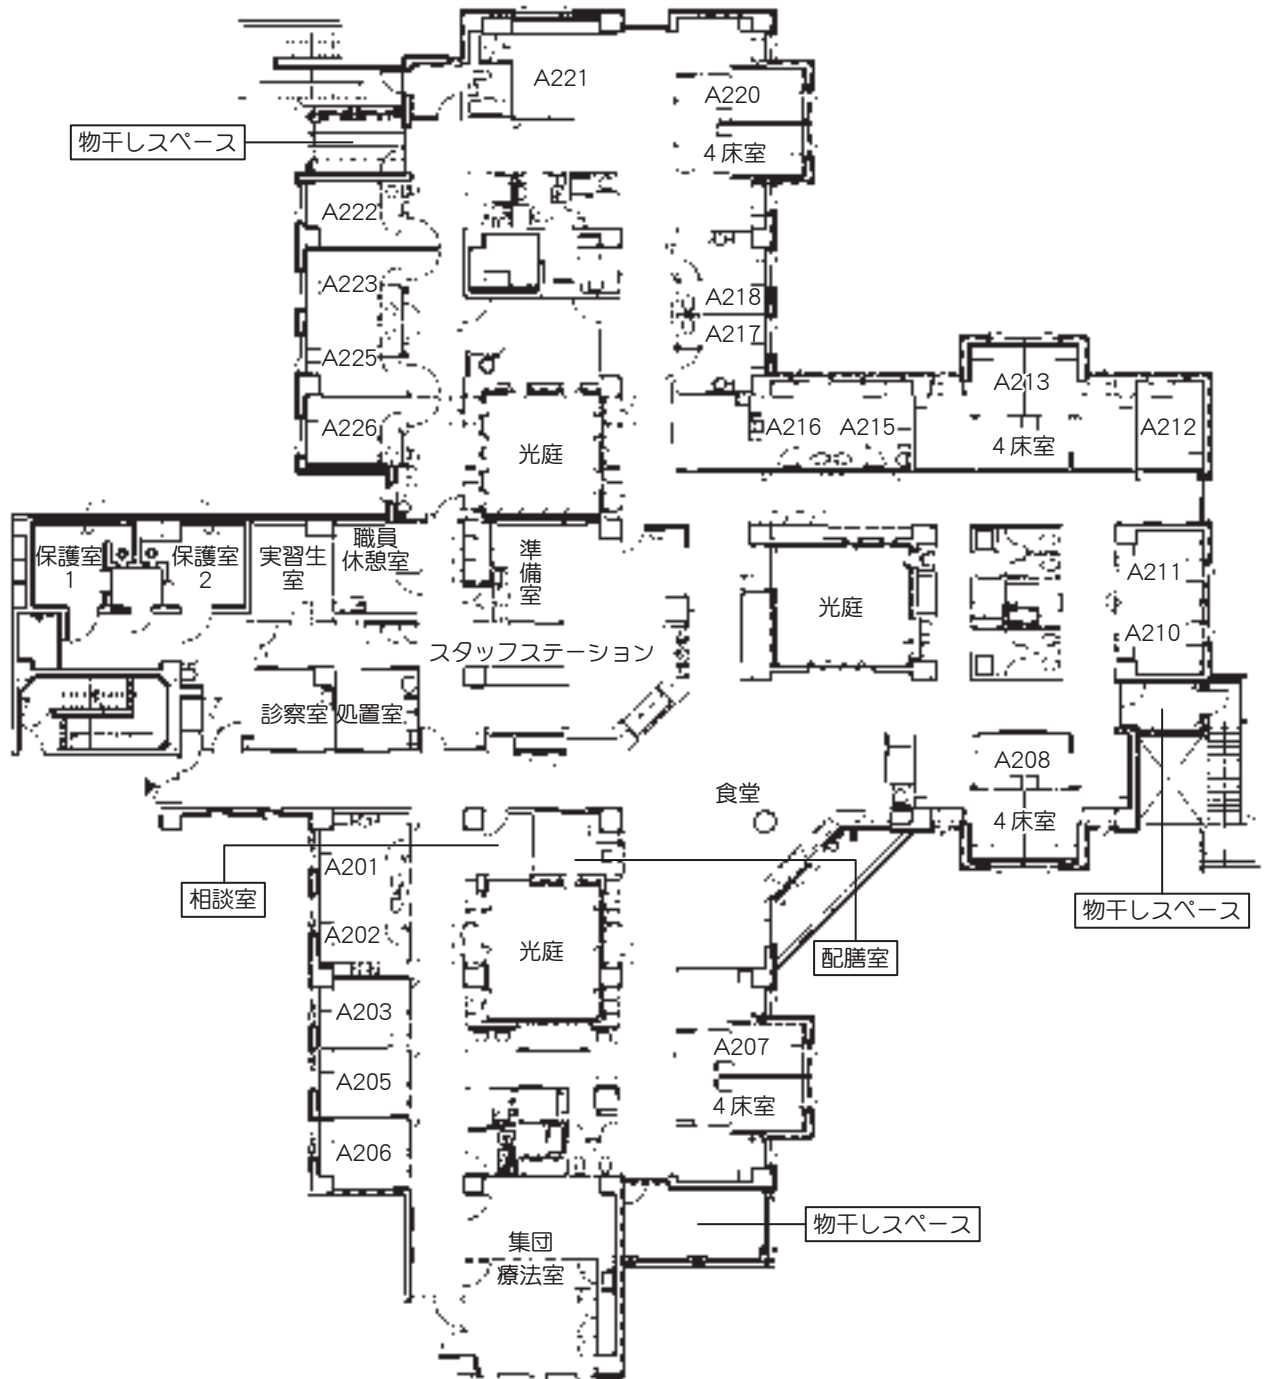 A221
A220
4床室
物干しスペース
A222
A223
A218
A217
A225
A226
光庭
A213
4床室
A216
A215
A212
保護室
1
保護室
2
実習生
室
職員
休憩室
準
備
室
光庭
A211
A210
スタッフステーション
診察室
処置室
食堂
A208
4床室
相談室
A201
A202
光庭
配膳室
物干しスペース
A203
A205
A206
A207
4床室
集団
療法室
物干しスペース